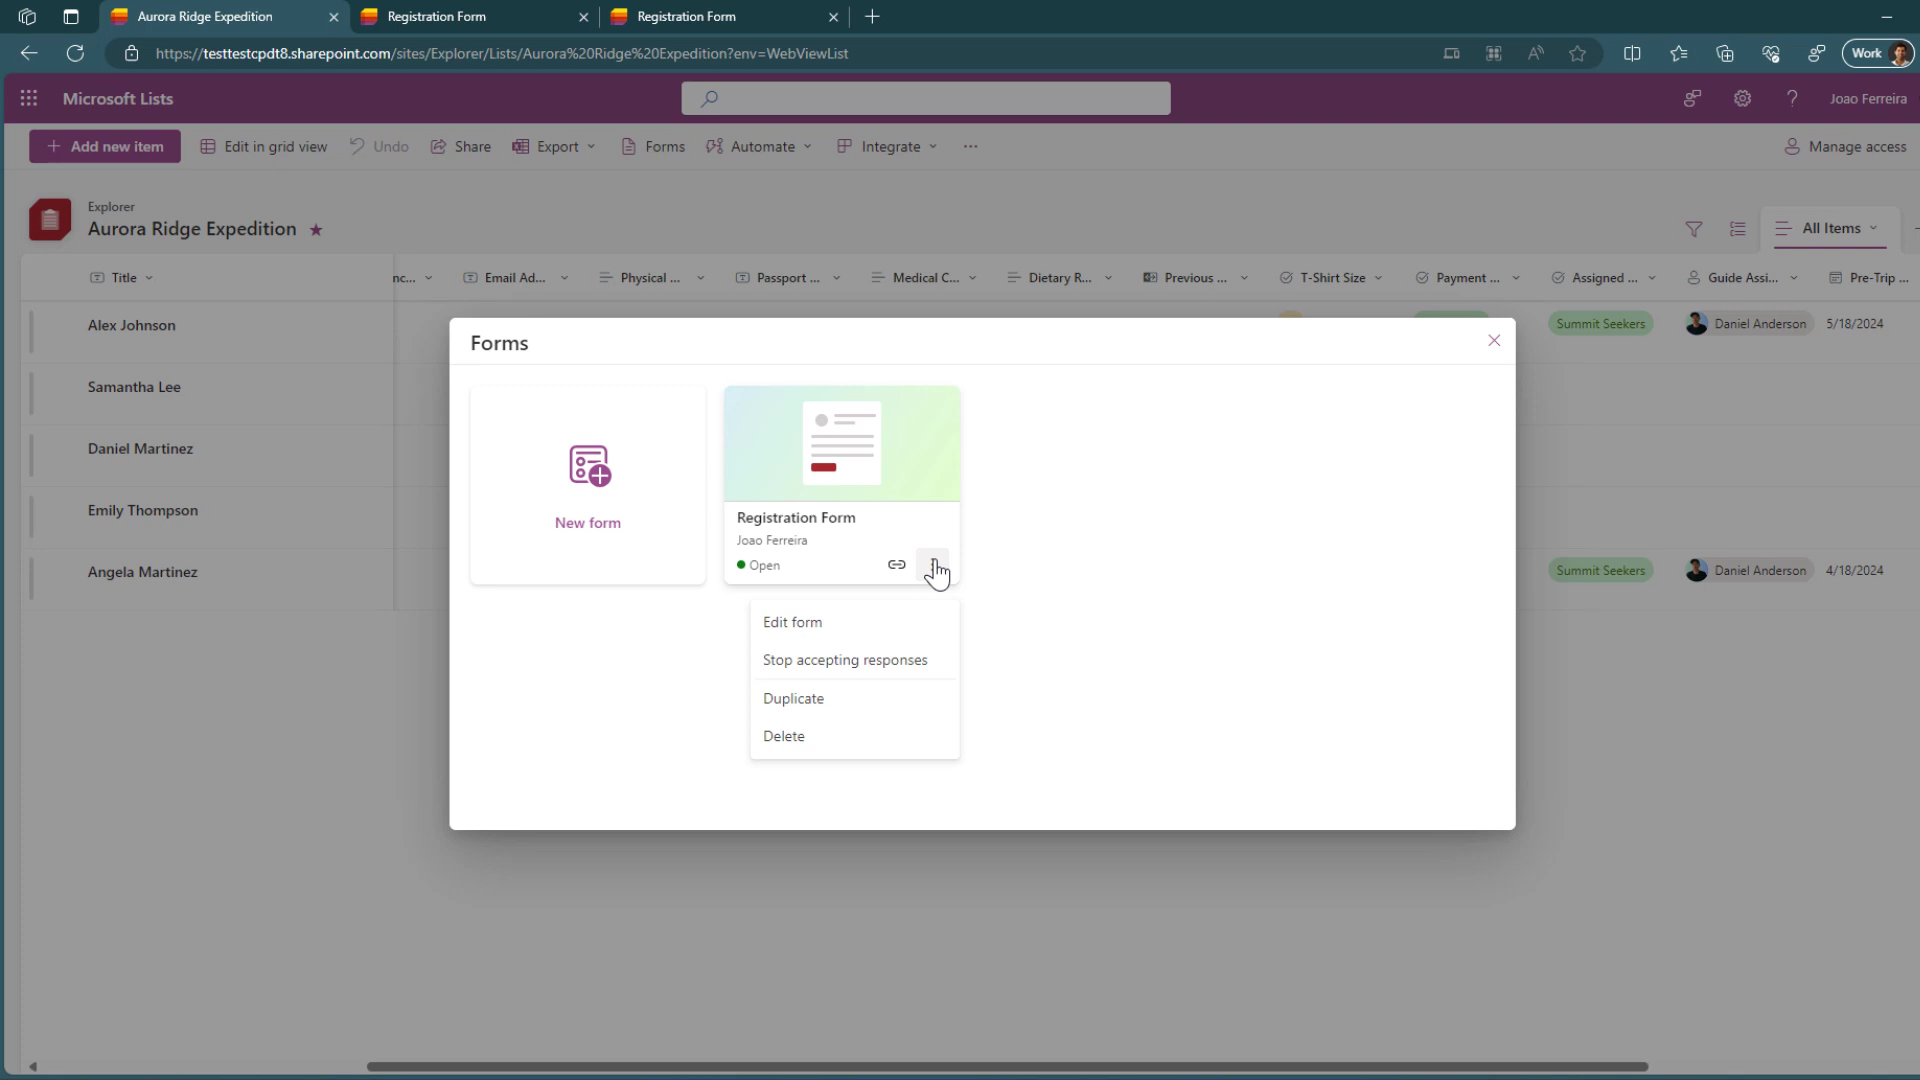 Aurora Ridge Expedition
Registration Form
Registration Form
https://testtestcpdt8.sharepoint.com/sites/Explorer/Lists/Aurora%20Ridge%20Expedition?env=WebViewList
Work
Microsoft Lists
Joao Ferreira
Add new item
Edit in grid view
Undo
Share
Export
Forms
Automate
Integrate
Manage access
Explorer
Aurora Ridge Expedition
All Items
Title
nc...
Email Ad...
Physical ...
Passport ...
Medical C...
Dietary R...
Previous ...
T-Shirt Size
Payment ...
Assigned ...
Guide Assi...
Pre-Trip ...
Alex Johnson
Summit Seekers
Daniel Anderson
5/18/2024
Samantha Lee
Daniel Martinez
Emily Thompson
Angela Martinez
Summit Seekers
Daniel Anderson
4/18/2024
Forms
New form
Registration Form
Joao Ferreira
Open
Edit form
Stop accepting responses
Duplicate
Delete